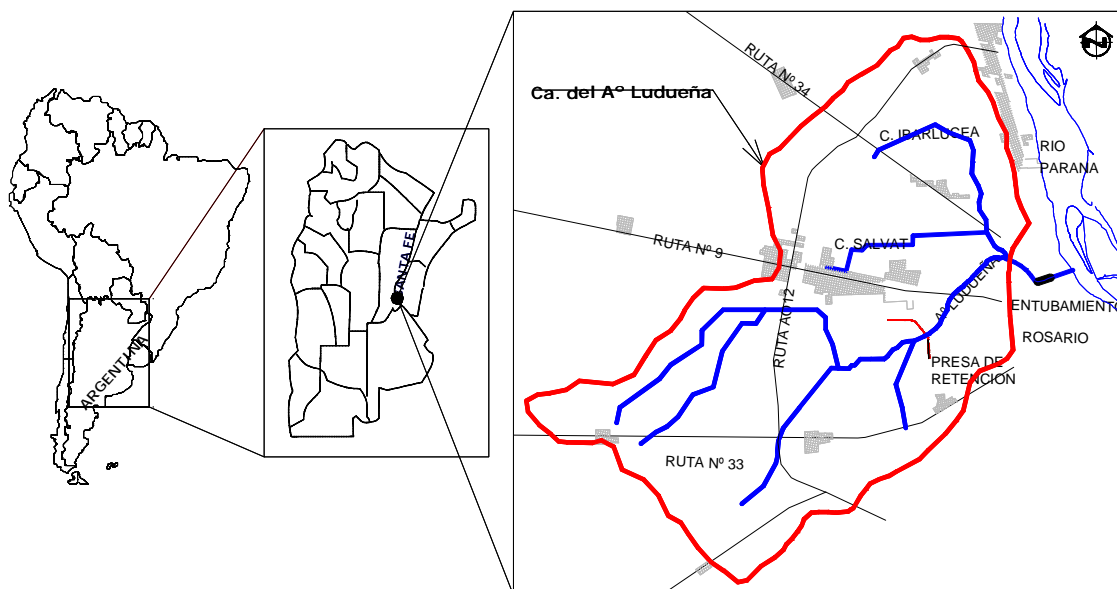 ARGENTINA
SANTA FE
Ca. del Aº Ludueña
RUTA Nº 34
C. IBARLUCEA
RIO
PARANA
RUTA Nº 9
C. SALVAT
Aº LUDUEÑA
ENTUBAMIENTO
ROSARIO
RUTA AO12
PRESA DE
RETENCION
RUTA Nº 33